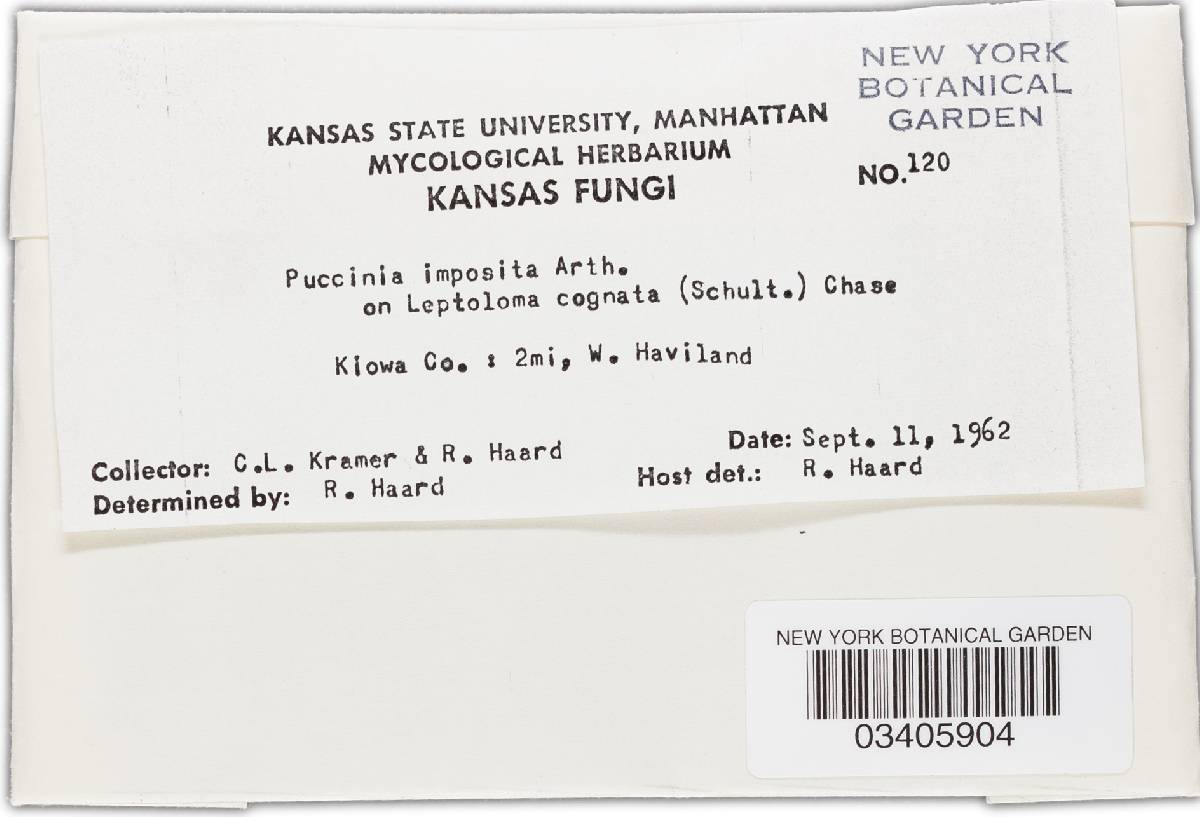 NEW YORK
BOTANICAL
GARDEN
KANSAS STATE UNIVERSITY, MANHATTAN
MYCOLOGICAL HERBARIUM
KANSAS FUNGI
NO.120
Puccinia imposita Arth.
on Leptoloma cognata (Schult.) Chase
Kiowa Co. : 2mi, W. Haviland
Collector: C.L. Kramer & R. Haard
Date: Sept. 11, 1962
Determined by: R. Haard
Host det.: R. Haard
NEW YORK BOTANICAL GARDEN
03405904